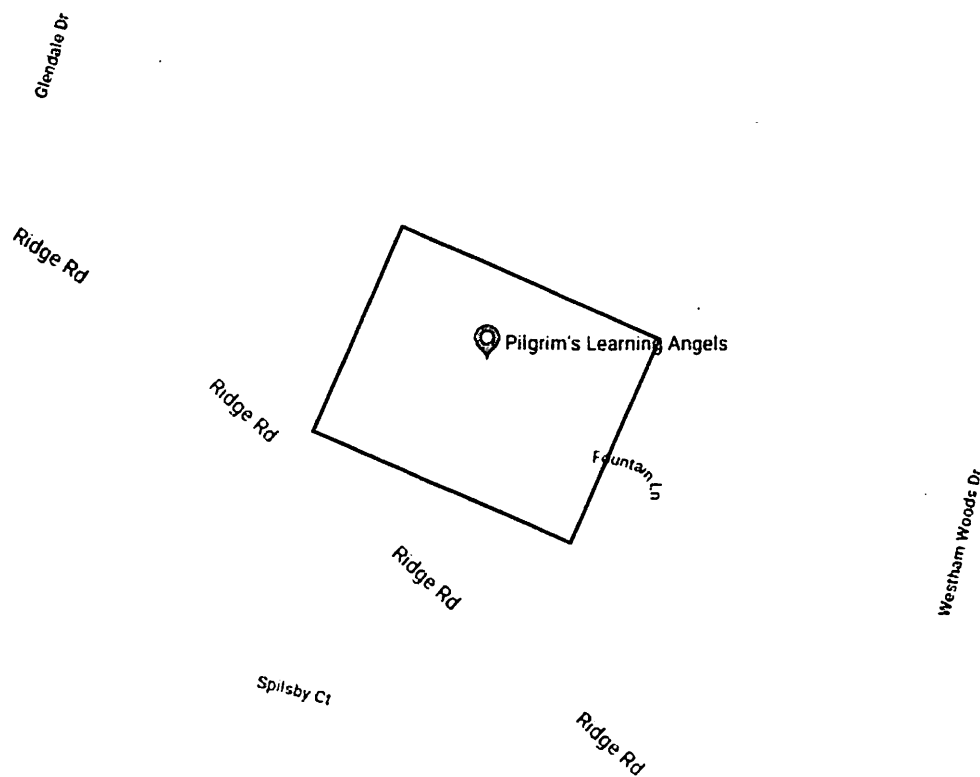 Glendale Dr
Ridge Rd
Pilgrim's Learning Angels
Ridge Rd
Fountain Ln
Westham Woods Dr
Ridge Rd
Spilsby Ct
Ridge Rd